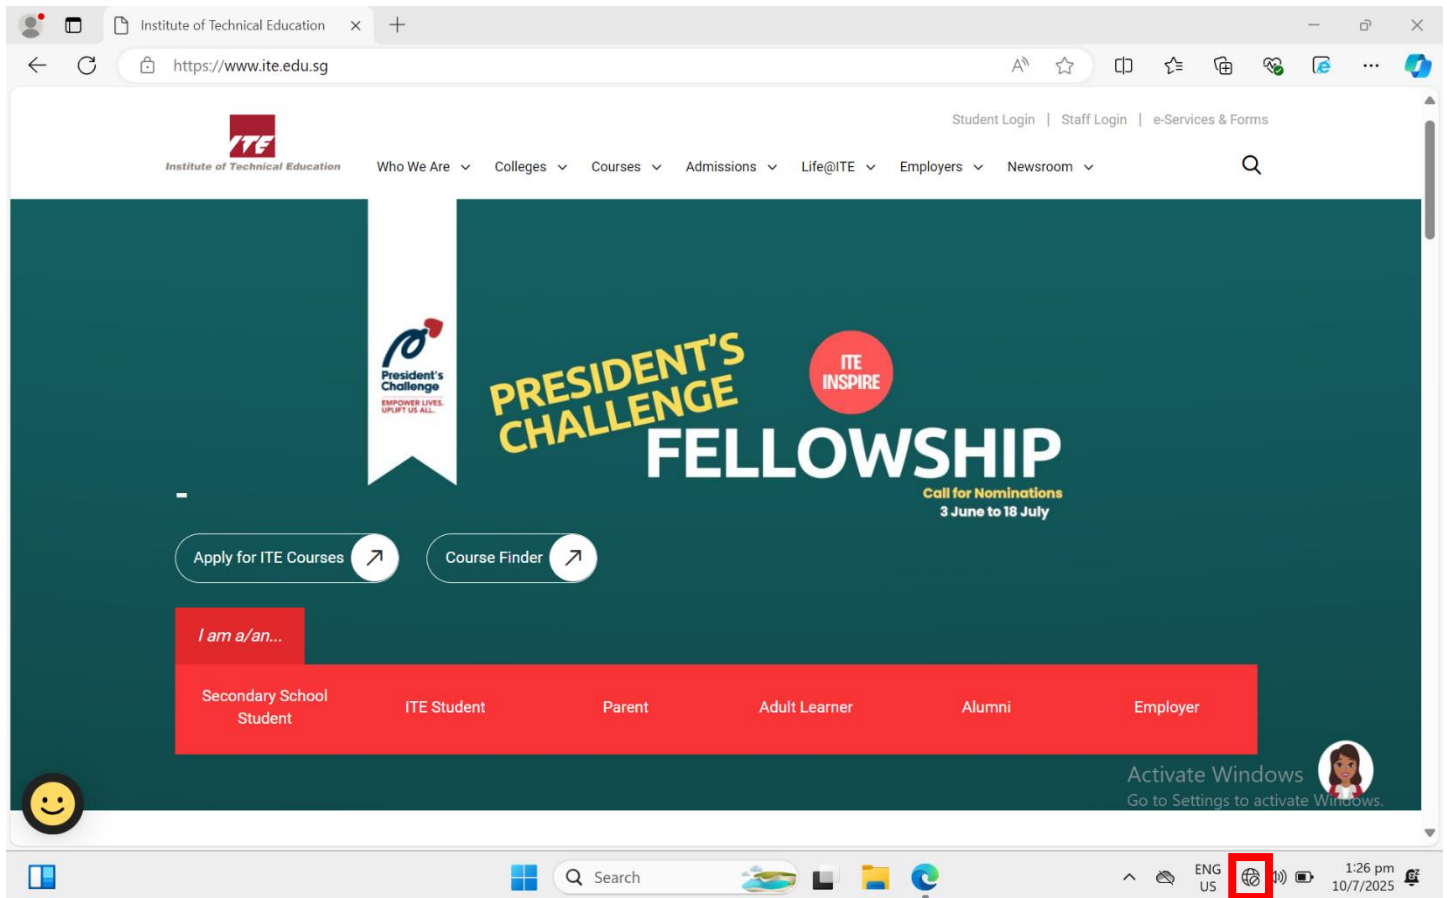 Institute of Technical Education
https://www.ite.edu.sg
Student Login | Staff Login | e-Services & Forms
ITE
Institute of Technical Education
Who We Are
Colleges
Courses
Admissions
Life@ITE
Employers
Newsroom
President's
Challenge
EMPOWER LIVES.
UPLIFT US ALL.
PRESIDENT'S
CHALLENGE
ITE
INSPIRE
FELLOWSHIP
Call for Nominations
3 June to 18 July
-
Apply for ITE Courses
Course Finder
I am a/an...
Secondary School
Student
ITE Student
Parent
Adult Learner
Alumni
Employer
Activate Windows
Go to Settings to activate Windows.
Search
ENG
US
1:26 pm
10/7/2025